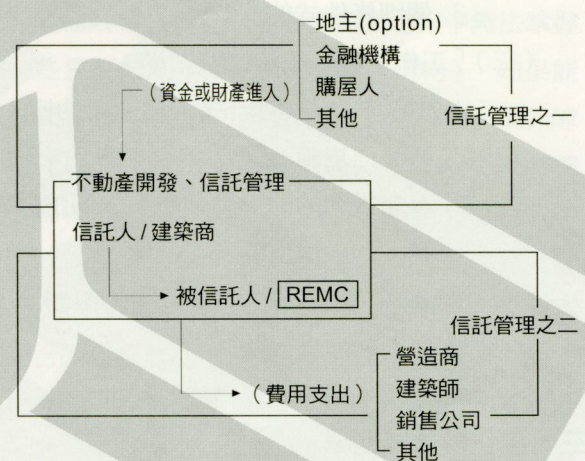 地主(option)
金融機構
購屋人
其他
（資金或財產進入）
信託管理之一
不動產開發、信託管理
信託人 / 建築商
被信託人 / REMC
信託管理之二
（費用支出）
營造商
建築師
銷售公司
其他